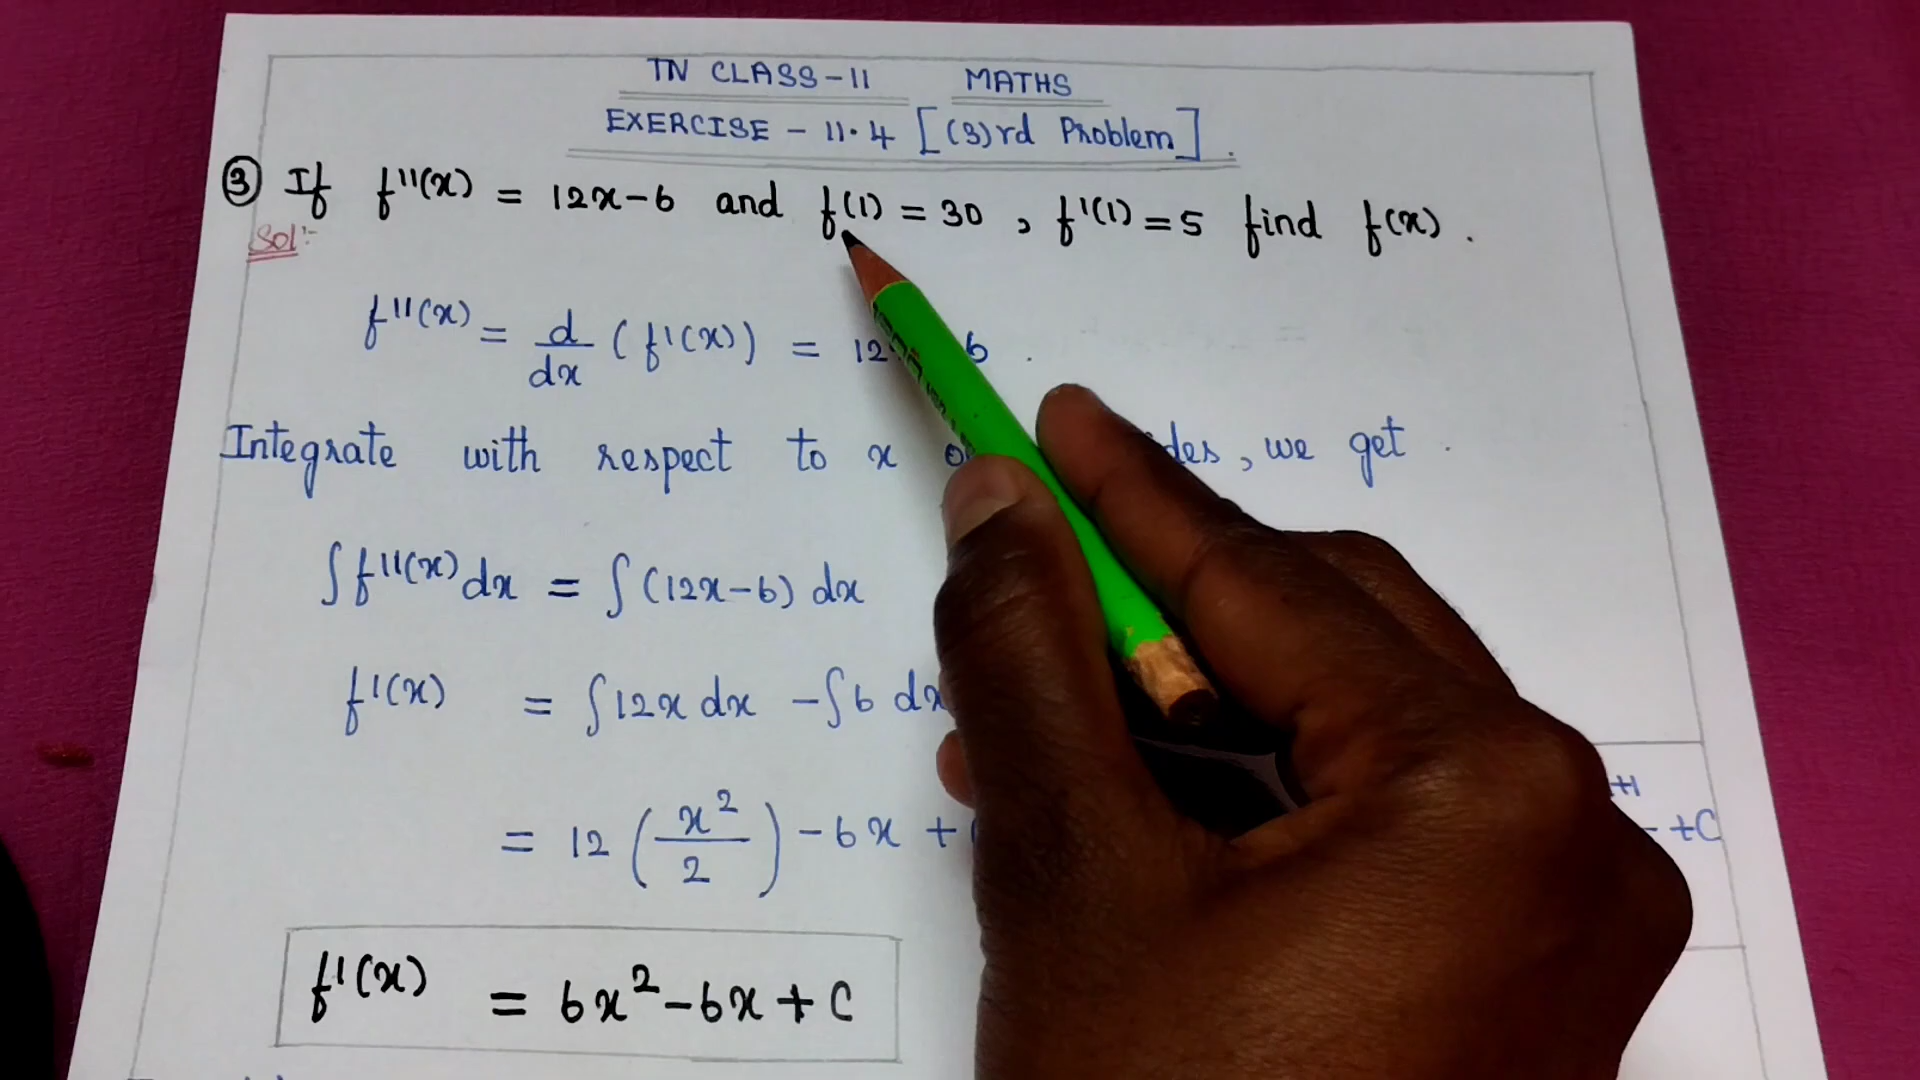 TN CLASS-11 MATHS
EXERCISE - 11.4 [(3)rd Problem].
③ If f''(x) = 12x-6 and f(1) = 30, f'(1) = 5 find f(x).
Sol:-
f''(x) = d/dx (f'(x)) = 12 6.
Integrate with respect to x , we get.
∫f''(x) dx = ∫(12x-6) dx
f'(x) = ∫12x dx - ∫6 dx
= 12 (x²/2) - 6x +
+1
+C
f'(x) = 6x² - 6x + C